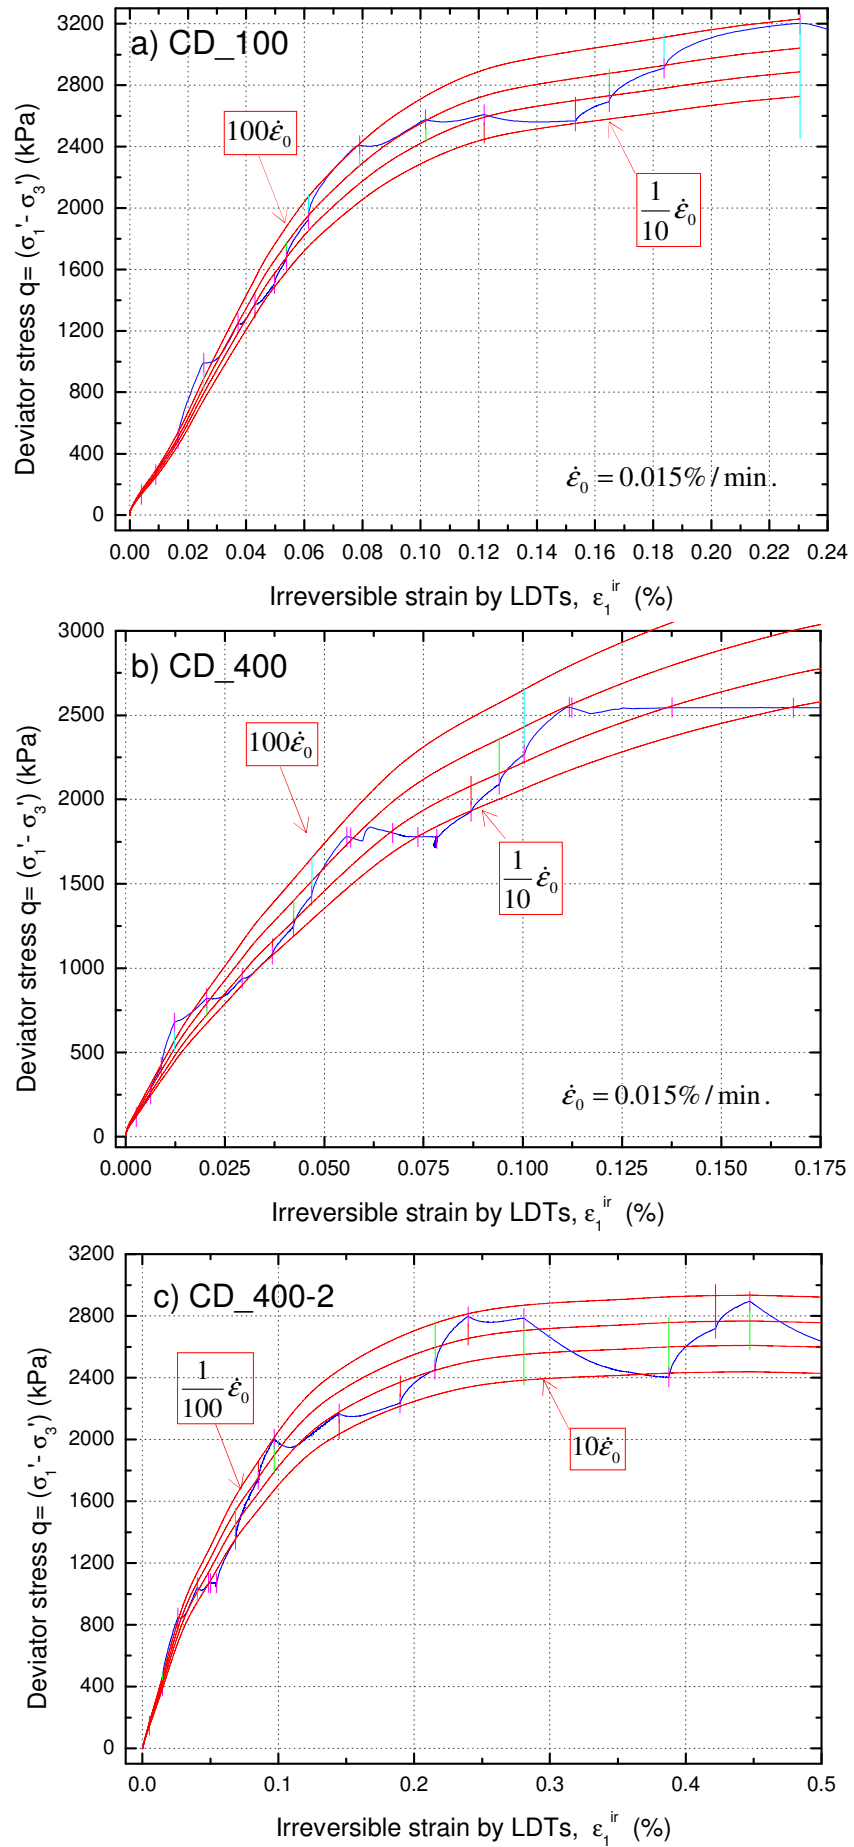 a) CD_100
Deviator stress q= (σ₁'- σ₃') (kPa)
3200
2800
2400
2000
1600
1200
800
400
0
100ε̇₀
1/10 ε̇₀
ε̇₀ = 0.015% / min.
0.00 0.02 0.04 0.06 0.08 0.10 0.12 0.14 0.16 0.18 0.20 0.22 0.24
Irreversible strain by LDTs, ε₁ⁱʳ (%)
b) CD_400
Deviator stress q= (σ₁'- σ₃') (kPa)
3000
2500
2000
1500
1000
500
0
100ε̇₀
1/10 ε̇₀
ε̇₀ = 0.015% / min.
0.000 0.025 0.050 0.075 0.100 0.125 0.150 0.175
Irreversible strain by LDTs, ε₁ⁱʳ (%)
c) CD_400-2
Deviator stress q= (σ₁'- σ₃') (kPa)
3200
2800
2400
2000
1600
1200
800
400
0
1/100 ε̇₀
10ε̇₀
0.0 0.1 0.2 0.3 0.4 0.5
Irreversible strain by LDTs, ε₁ⁱʳ (%)